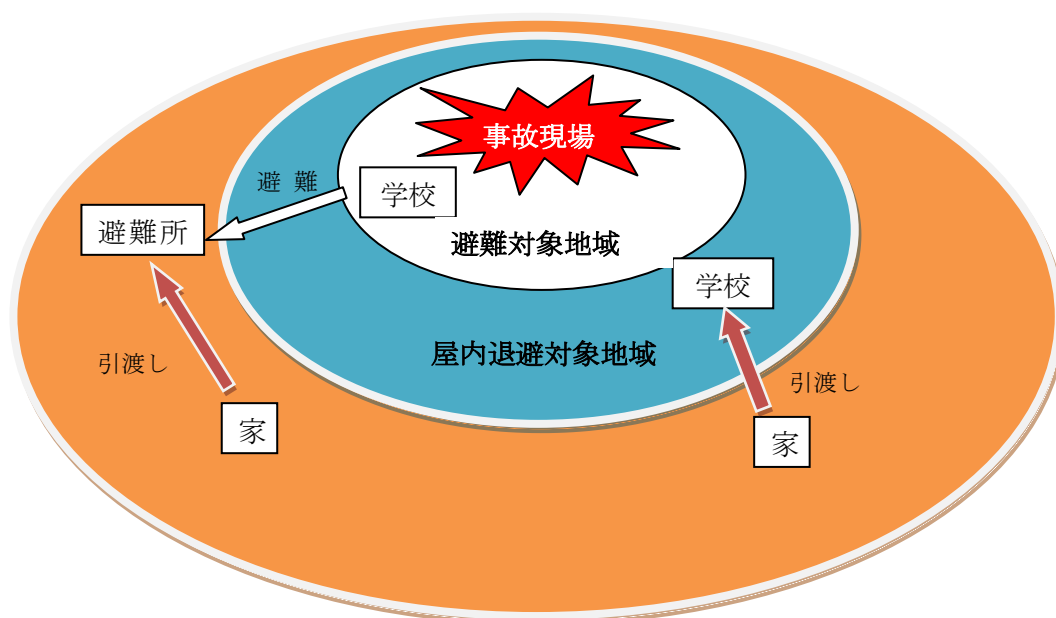 事故現場
避 難
学校
避難所
避難対象地域
学校
屋内退避対象地域
引渡し
引渡し
家
家